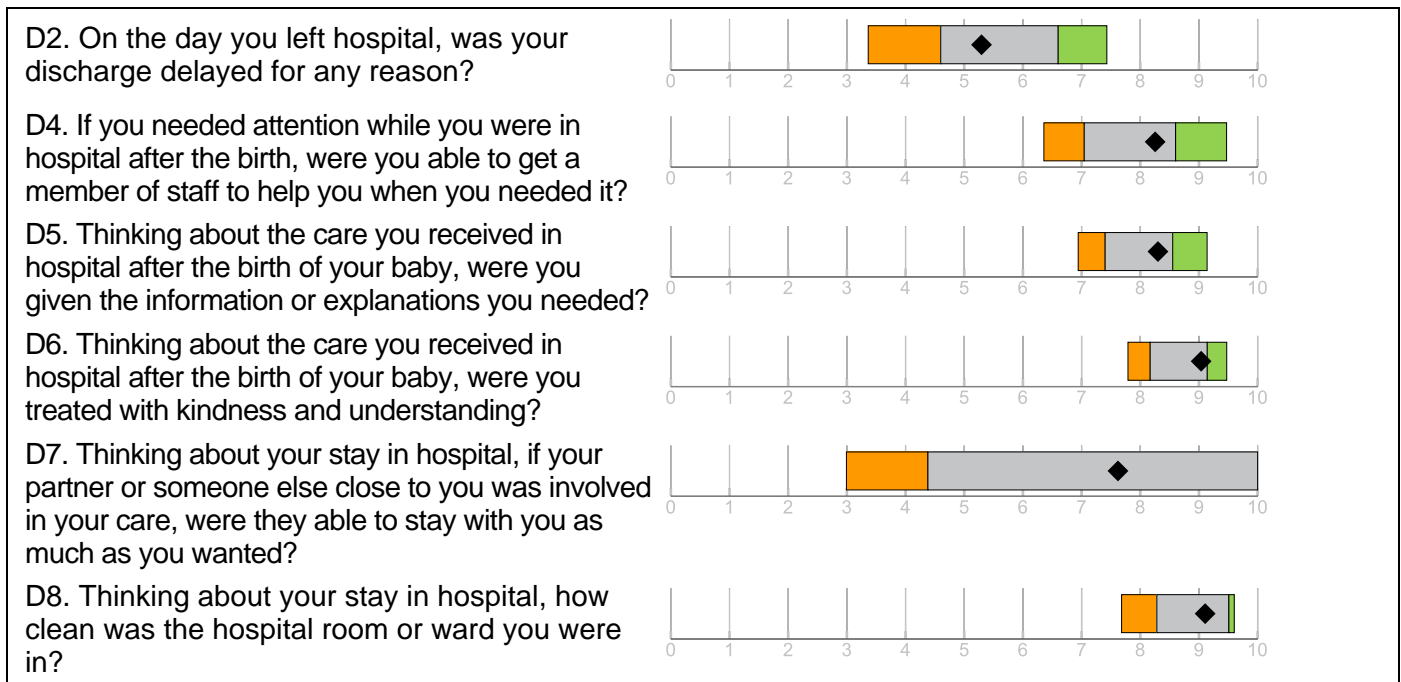 D2. On the day you left hospital, was your
discharge delayed for any reason?
0 1 2 3 4 5 6 7 8 9 10
D4. If you needed attention while you were in
hospital after the birth, were you able to get a
member of staff to help you when you needed it?
0 1 2 3 4 5 6 7 8 9 10
D5. Thinking about the care you received in
hospital after the birth of your baby, were you
given the information or explanations you needed?
0 1 2 3 4 5 6 7 8 9 10
D6. Thinking about the care you received in
hospital after the birth of your baby, were you
treated with kindness and understanding?
0 1 2 3 4 5 6 7 8 9 10
D7. Thinking about your stay in hospital, if your
partner or someone else close to you was involved
in your care, were they able to stay with you as
much as you wanted?
0 1 2 3 4 5 6 7 8 9 10
D8. Thinking about your stay in hospital, how
clean was the hospital room or ward you were
in?
0 1 2 3 4 5 6 7 8 9 10